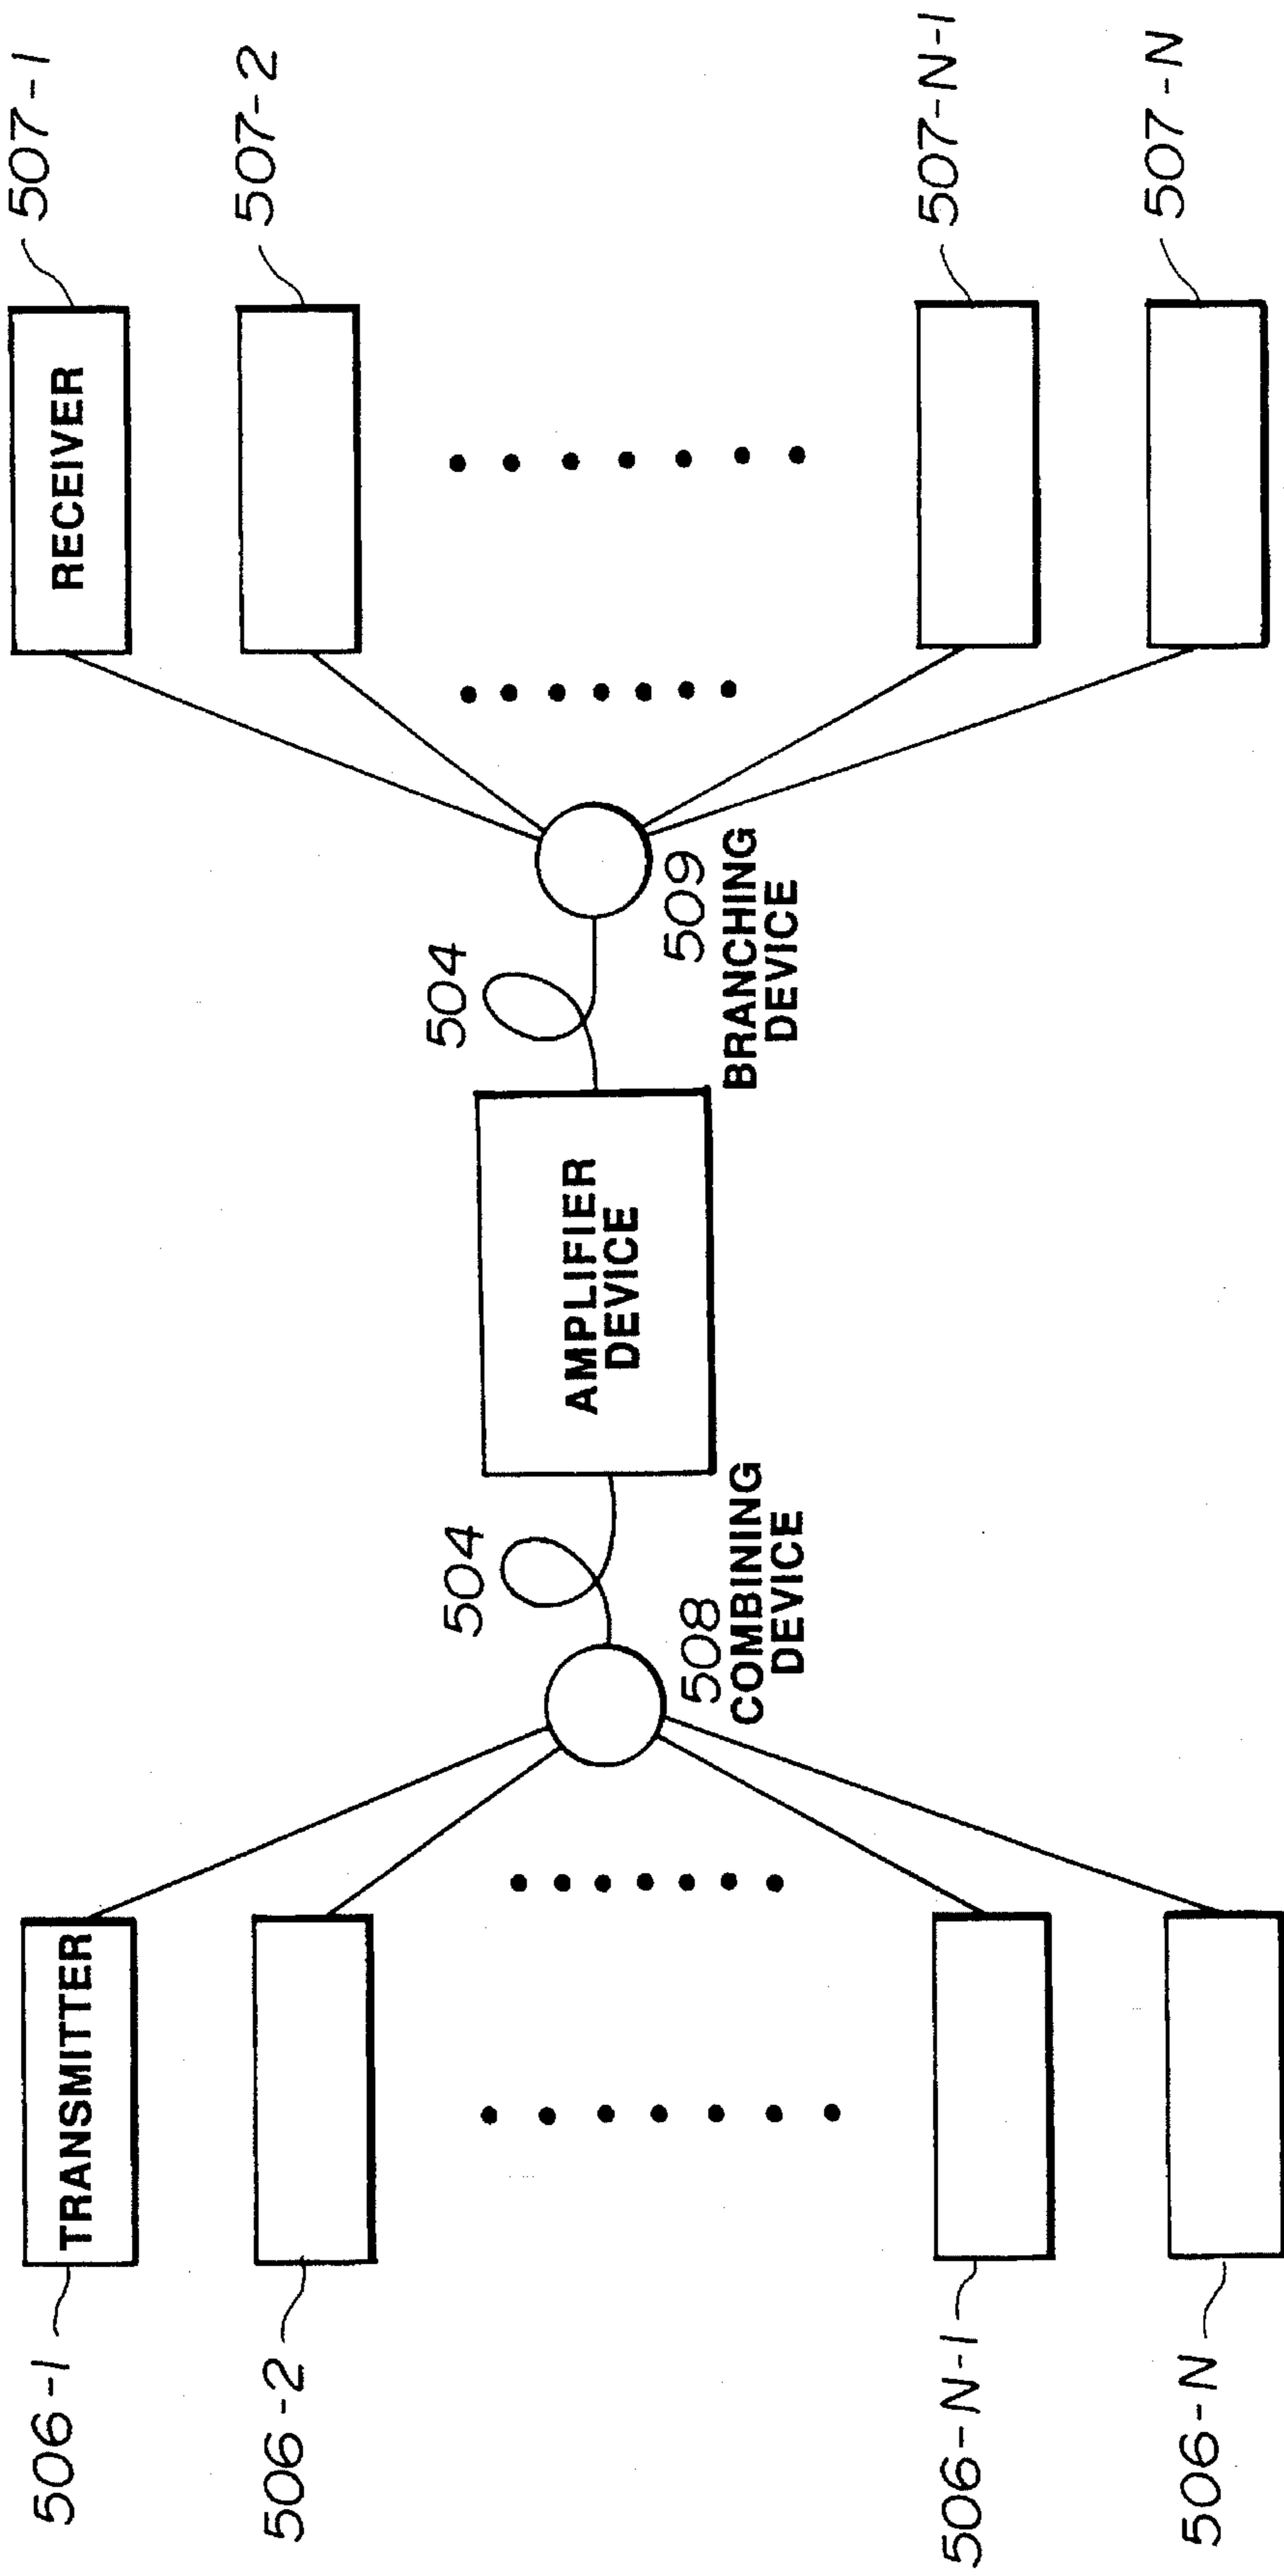 506-1
TRANSMITTER
506-2
506-N-1
506-N
504
508
COMBINING
DEVICE
AMPLIFIER
DEVICE
504
509
BRANCHING
DEVICE
RECEIVER
507-1
507-2
507-N-1
507-N